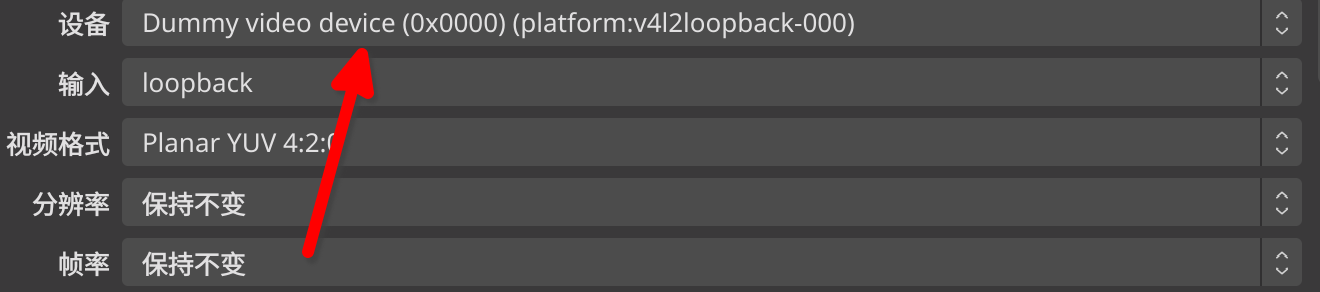 设备 Dummy video device (0x0000) (platform:v4l2loopback-000)
输入 loopback
视频格式 Planar YUV 4:2:0
分辨率 保持不变
帧率 保持不变